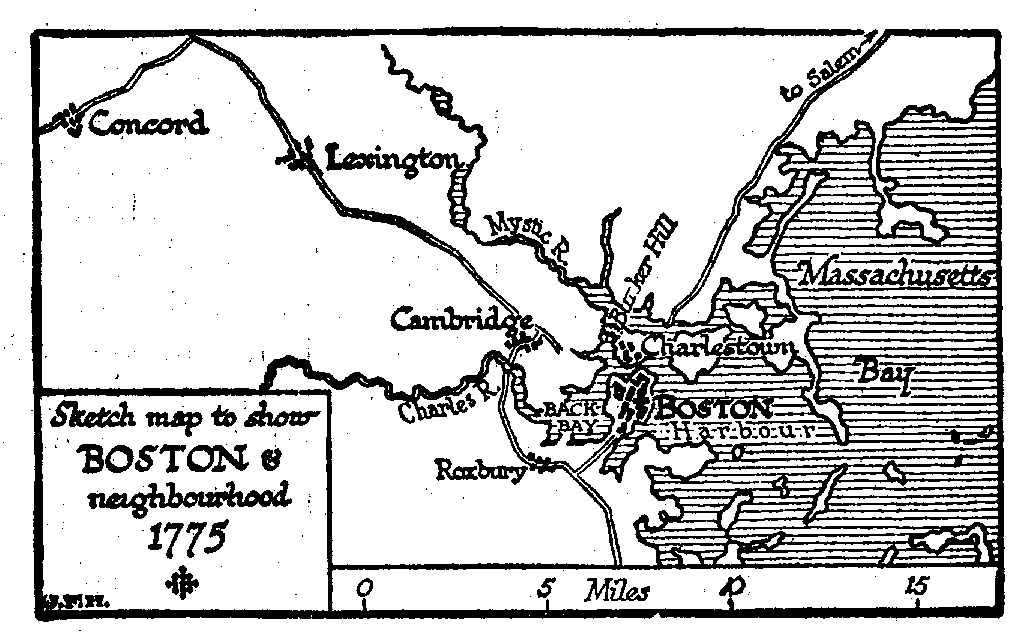 to Salem
Concord
Lexington
Mystic R.
Bunker Hill
Massachusetts
Cambridge
Charlestown
Bay
Charles R.
BACK
BAY
BOSTON
Harbour
Roxbury
Sketch map to show
BOSTON &
neighbourhood
1775
J.F.H.
0 5 Miles 10 15